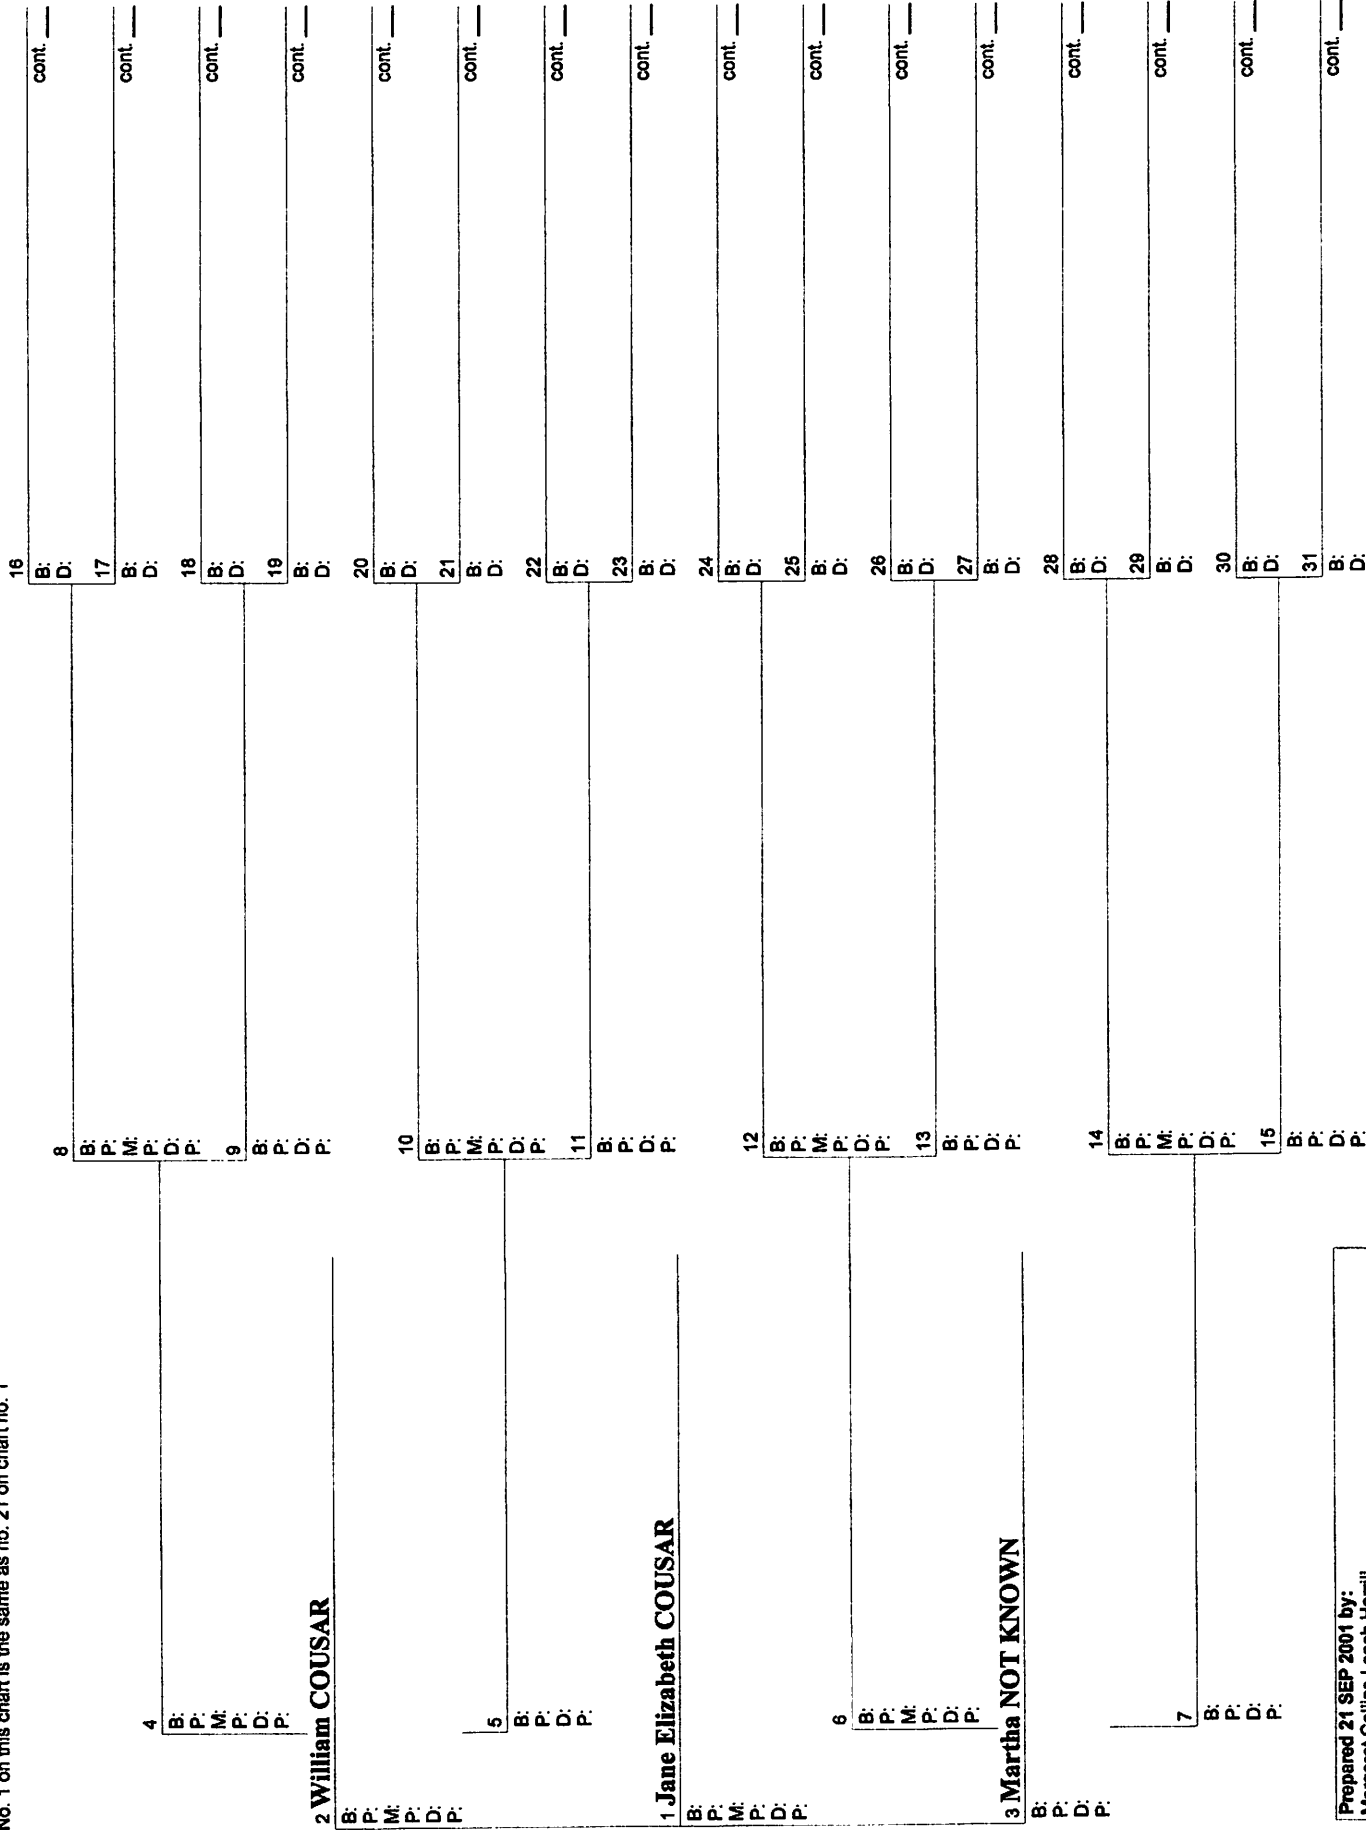 No. 1 on this chart is the same as no. 21 on chart no. 1
2 William COUSAR
B:
P:
M:
P:
D:
P:
1 Jane Elizabeth COUSAR
B:
P:
M:
P:
D:
P:
3 Martha NOT KNOWN
B:
P:
D:
P:
Prepared 21 SEP 2001 by:
4
B:
P:
M:
P:
D:
P:
5
B:
P:
D:
P:
6
B:
P:
M:
P:
D:
P:
7
B:
P:
D:
P:
8
B:
P:
M:
P:
D:
P:
9
B:
P:
D:
P:
10
B:
P:
M:
P:
D:
P:
11
B:
P:
D:
P:
12
B:
P:
M:
P:
D:
P:
13
B:
P:
D:
P:
14
B:
P:
M:
P:
D:
P:
15
B:
P:
D:
P:
16
B: cont.
D:
17
B: cont.
D:
18
B: cont.
D:
19
B: cont.
D:
20
B: cont.
D:
21
B: cont.
D:
22
B: cont.
D:
23
B: cont.
D:
24
B: cont.
D:
25
B: cont.
D:
26
B: cont.
D:
27
B: cont.
D:
28
B: cont.
D:
29
B: cont.
D:
30
B: cont.
D:
31
B: cont.
D: